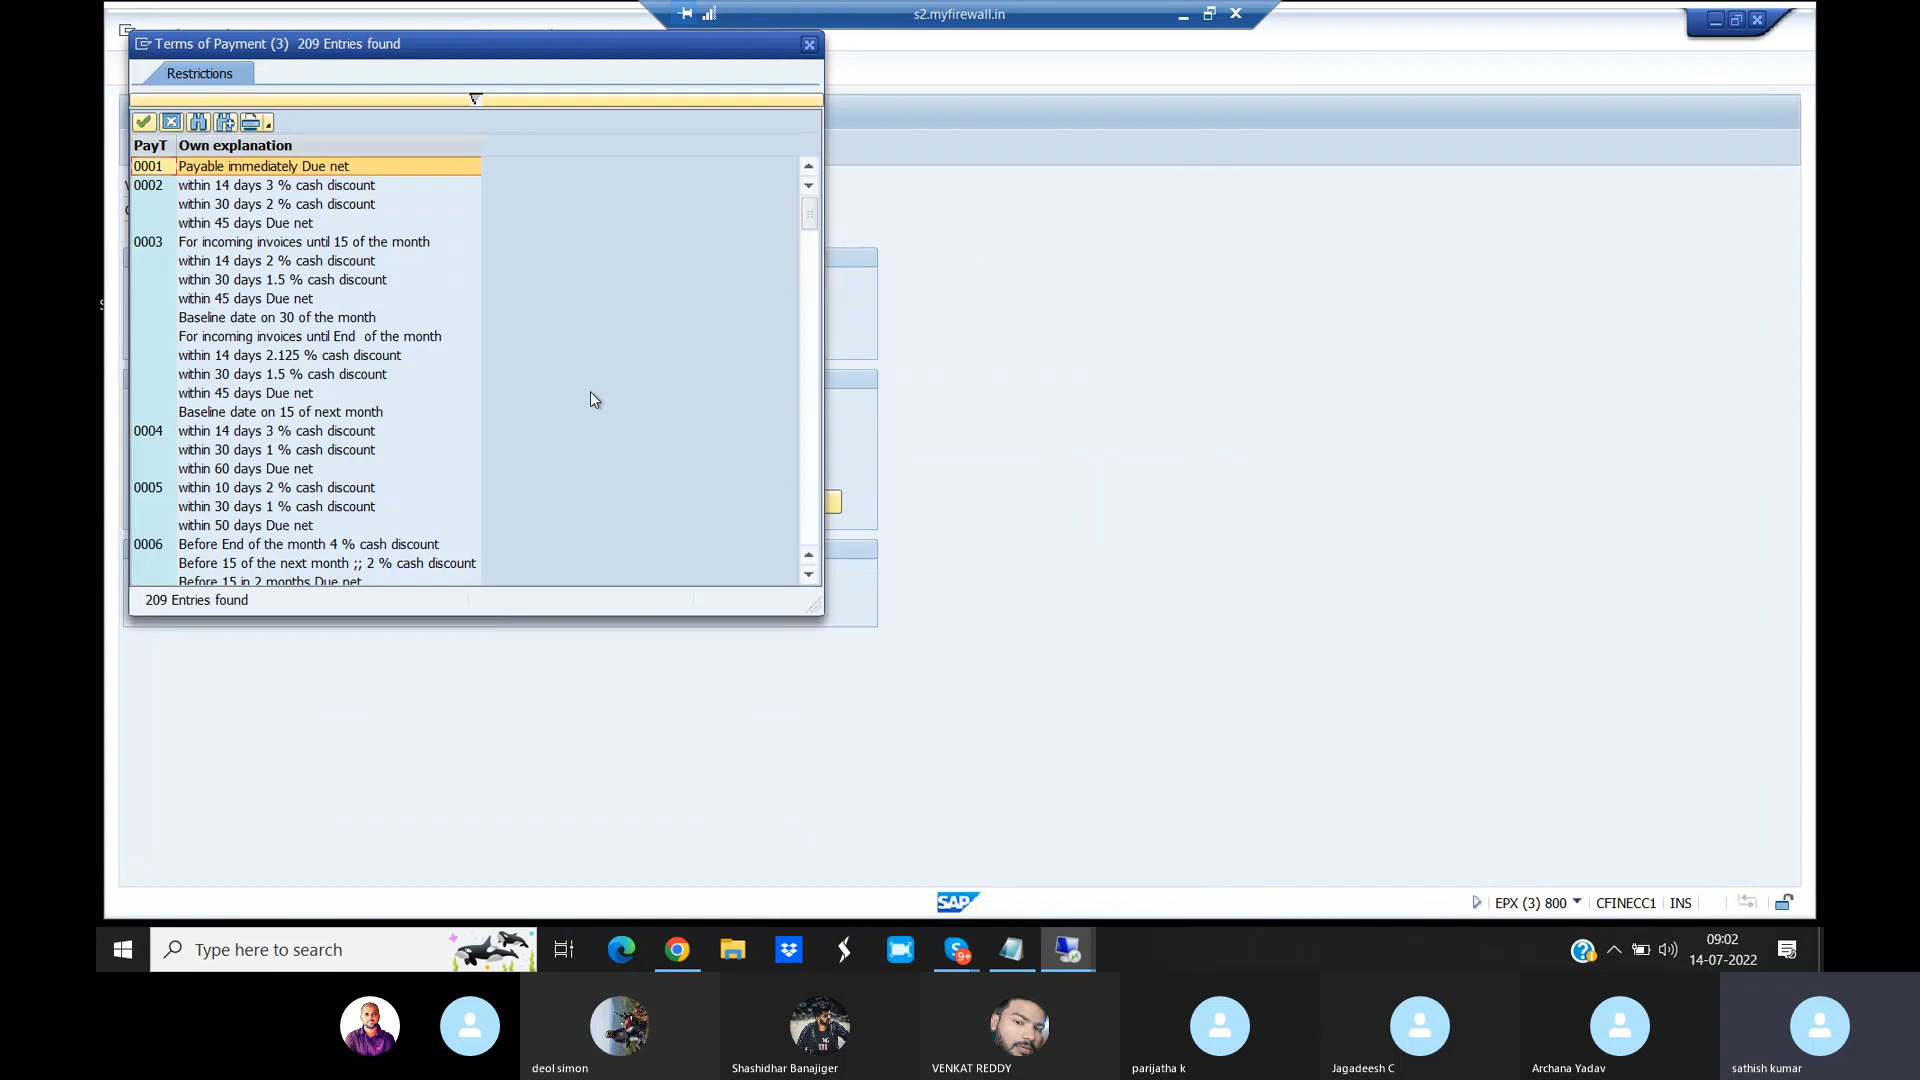 s2.myfirewall.in
Terms of Payment (3)  209 Entries found
Restrictions
PayT Own explanation
0001 Payable immediately Due net
0002 within 14 days 3 % cash discount
within 30 days 2 % cash discount
within 45 days Due net
0003 For incoming invoices until 15 of the month
within 14 days 2 % cash discount
within 30 days 1.5 % cash discount
within 45 days Due net
Baseline date on 30 of the month
For incoming invoices until End  of the month
within 14 days 2.125 % cash discount
within 30 days 1.5 % cash discount
within 45 days Due net
Baseline date on 15 of next month
0004 within 14 days 3 % cash discount
within 30 days 1 % cash discount
within 60 days Due net
0005 within 10 days 2 % cash discount
within 30 days 1 % cash discount
within 50 days Due net
0006 Before End of the month 4 % cash discount
Before 15 of the next month ;; 2 % cash discount
Before 15 in 2 months Due net
209 Entries found
SAP
EPX (3) 800 CFINECC1 INS
Type here to search
9+
09:02
14-07-2022
deol simon
Shashidhar Banajiger
VENKAT REDDY
parijatha k
Jagadeesh C
Archana Yadav
sathish kumar